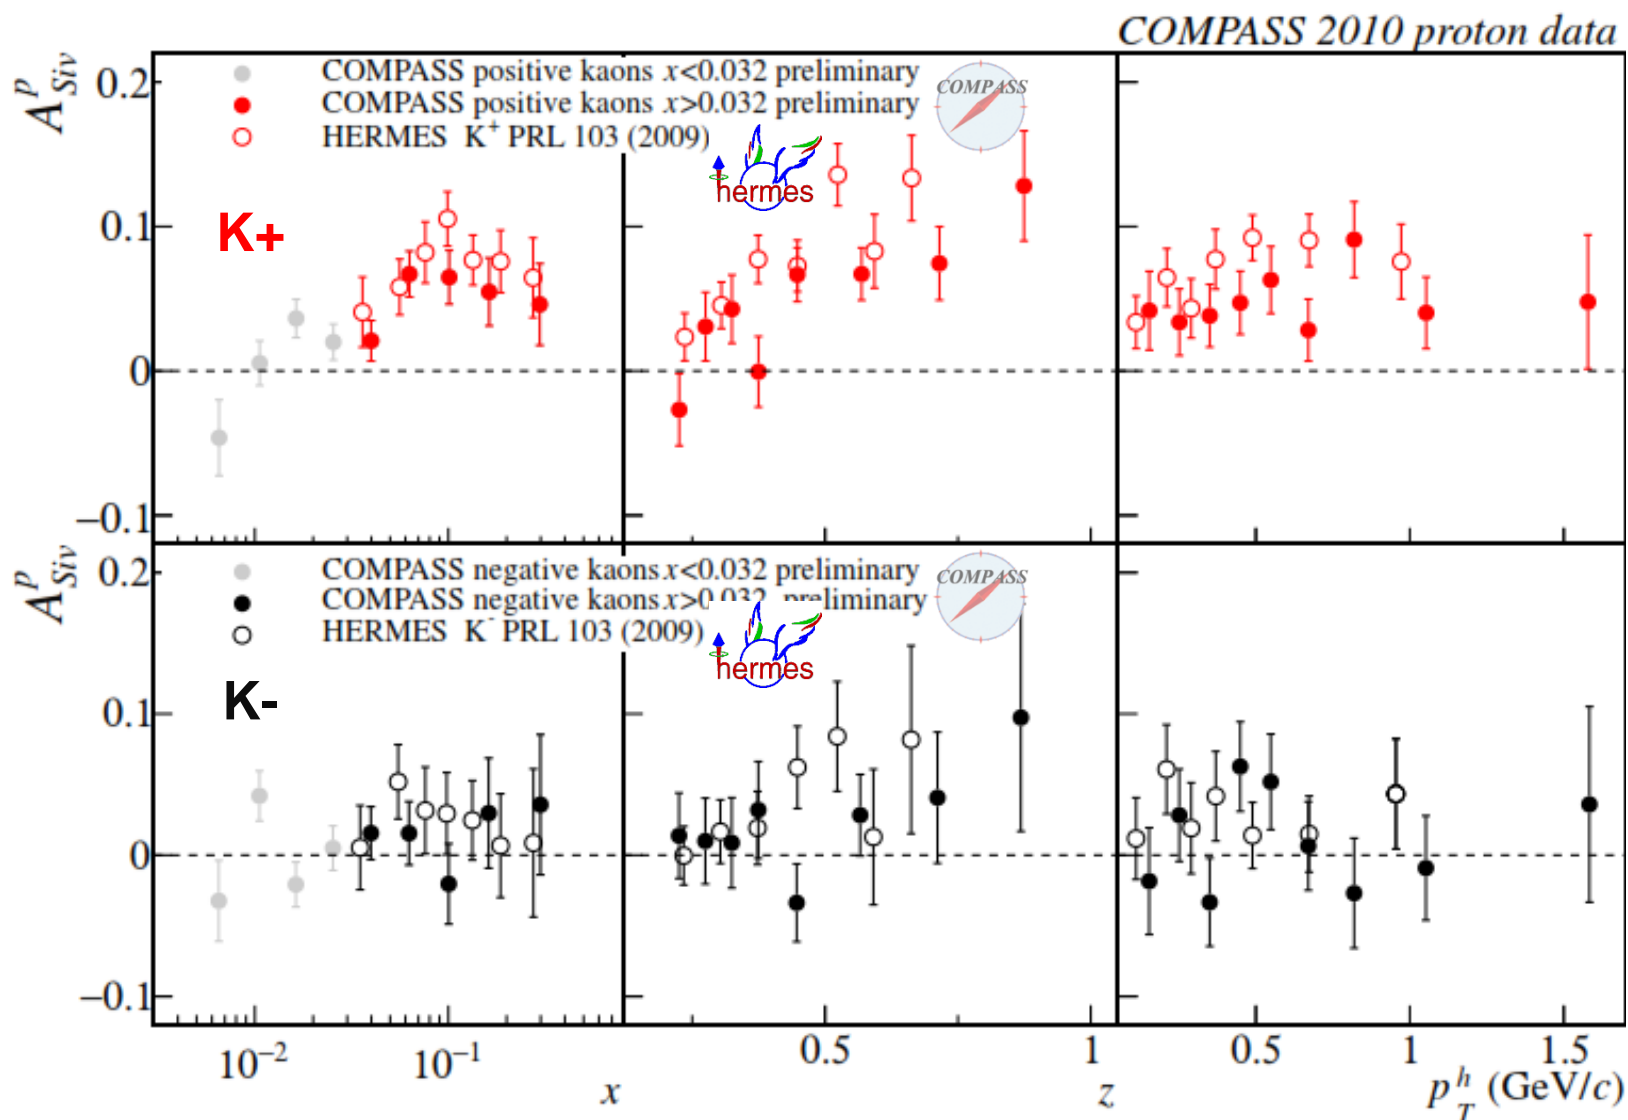 COMPASS 2010 proton data
A^p_Siv
0.2
0.1
0
−0.1
COMPASS positive kaons x<0.032 preliminary
COMPASS positive kaons x>0.032 preliminary
HERMES K+ PRL 103 (2009)
COMPASS
hermes
K+
A^p_Siv
0.2
0.1
0
−0.1
COMPASS negative kaons x<0.032 preliminary
COMPASS negative kaons x>0.032 preliminary
HERMES K- PRL 103 (2009)
COMPASS
hermes
K-
10−2
10−1
x
0.5
1
z
0.5
1
1.5
p^h_T (GeV/c)